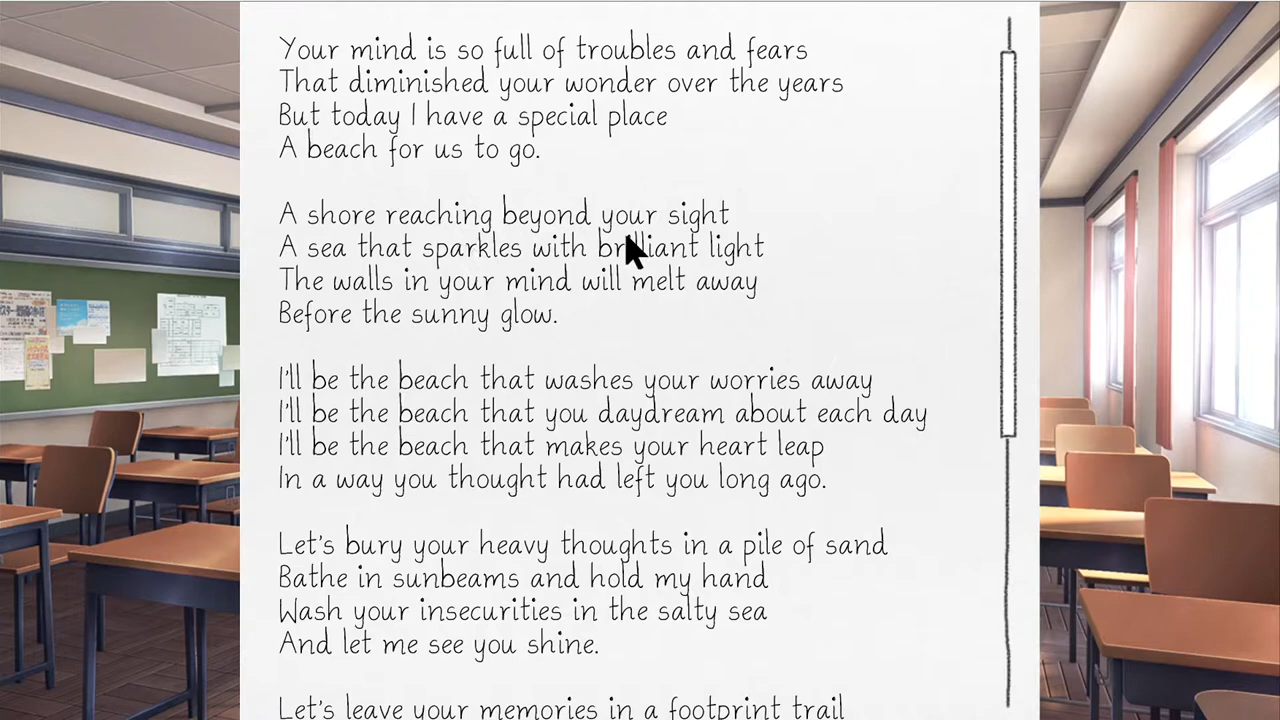 Your mind is so full of troubles and fears
That diminished your wonder over the years
But today I have a special place
A beach for us to go.
A shore reaching beyond your sight
A sea that sparkles with brilliant light
The walls in your mind will melt away
Before the sunny glow.
I'll be the beach that washes your worries away
I'll be the beach that you daydream about each day
I'll be the beach that makes your heart leap
In a way you thought had left you long ago.
Let's bury your heavy thoughts in a pile of sand
Bathe in sunbeams and hold my hand
Wash your insecurities in the salty sea
And let me see you shine.
Let's leave your memories in a footprint trail